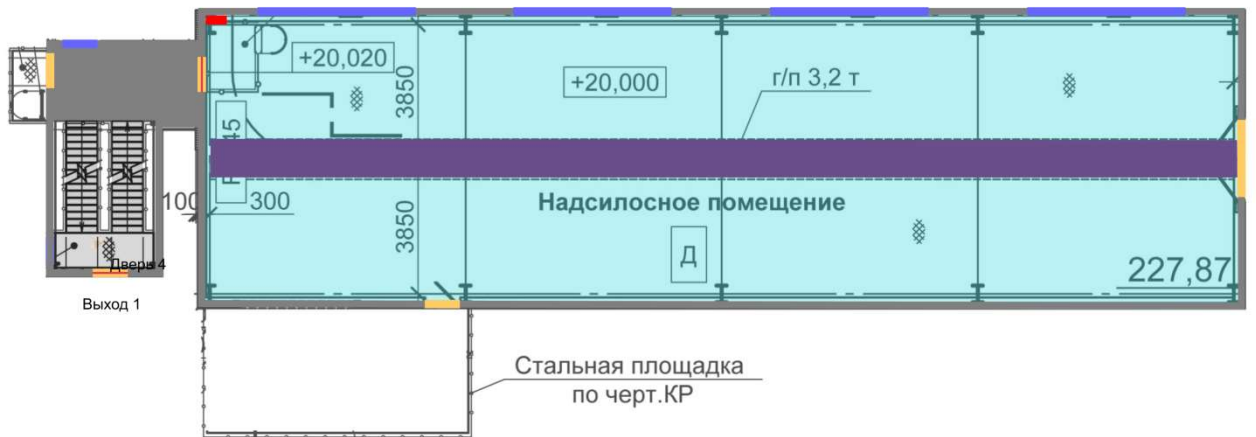 +20,020
+20,000
г/п 3,2 т
3850
100
300
Надсилосное помещение
3850
Д
227,87
Дверь 4
Выход 1
Стальная площадка
по черт.КР